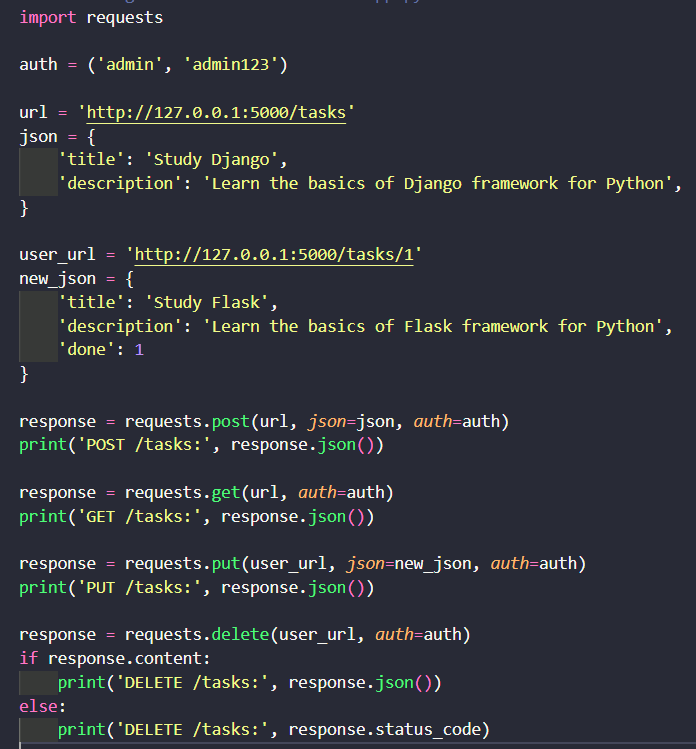 import requests

auth = ('admin', 'admin123')

url = 'http://127.0.0.1:5000/tasks'
json = {
    'title': 'Study Django',
    'description': 'Learn the basics of Django framework for Python',
}

user_url = 'http://127.0.0.1:5000/tasks/1'
new_json = {
    'title': 'Study Flask',
    'description': 'Learn the basics of Flask framework for Python',
    'done': 1
}

response = requests.post(url, json=json, auth=auth)
print('POST /tasks:', response.json())

response = requests.get(url, auth=auth)
print('GET /tasks:', response.json())

response = requests.put(user_url, json=new_json, auth=auth)
print('PUT /tasks:', response.json())

response = requests.delete(user_url, auth=auth)
if response.content:
    print('DELETE /tasks:', response.json())
else:
    print('DELETE /tasks:', response.status_code)